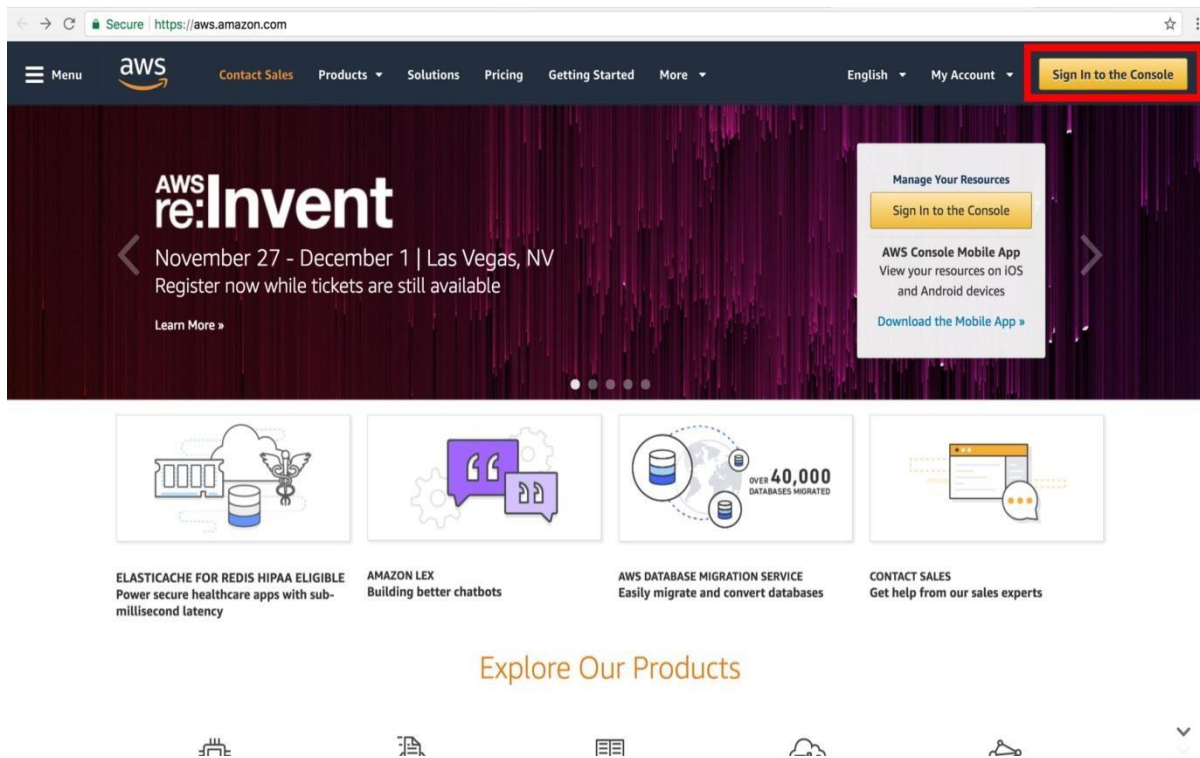 Secure https://aws.amazon.com
Menu
aws
Contact Sales
Products
Solutions
Pricing
Getting Started
More
English
My Account
Sign In to the Console
AWS
re:Invent
November 27 - December 1 | Las Vegas, NV
Register now while tickets are still available
Learn More »
Manage Your Resources
Sign In to the Console
AWS Console Mobile App
View your resources on iOS
and Android devices
Download the Mobile App »
OVER 40,000
DATABASES MIGRATED
ELASTICACHE FOR REDIS HIPAA ELIGIBLE
Power secure healthcare apps with sub-
millisecond latency
AMAZON LEX
Building better chatbots
AWS DATABASE MIGRATION SERVICE
Easily migrate and convert databases
CONTACT SALES
Get help from our sales experts
Explore Our Products